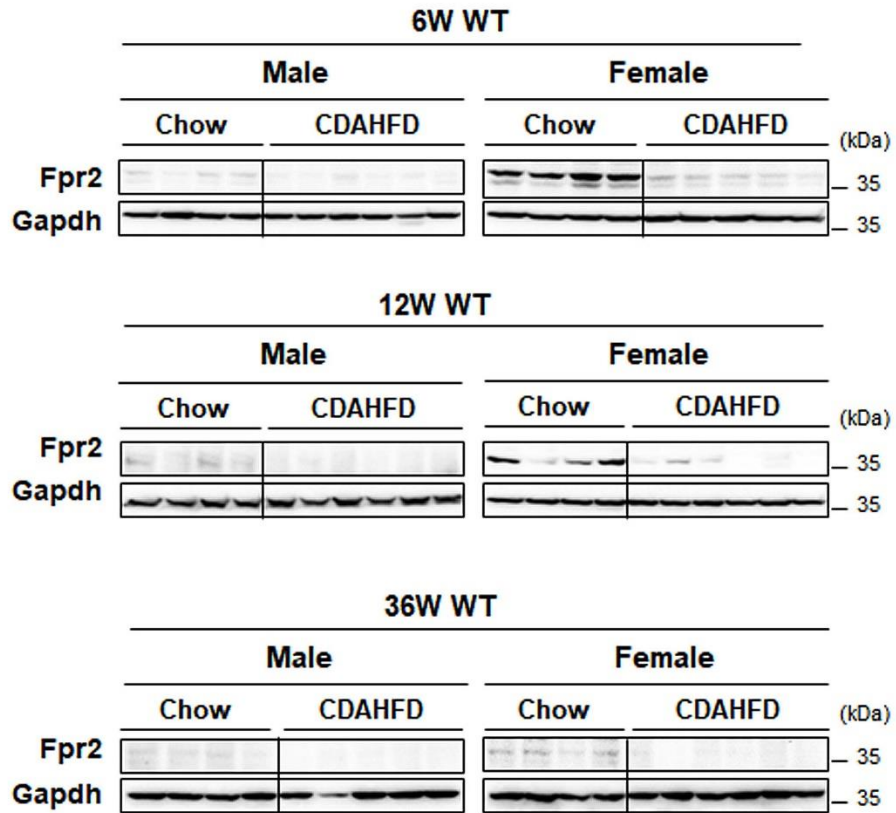 6W WT
Male Female
Chow CDAHFD Chow CDAHFD (kDa)
Fpr2 35
Gapdh 35
12W WT
Male Female
Chow CDAHFD Chow CDAHFD (kDa)
Fpr2 35
Gapdh 35
36W WT
Male Female
Chow CDAHFD Chow CDAHFD (kDa)
Fpr2 35
Gapdh 35